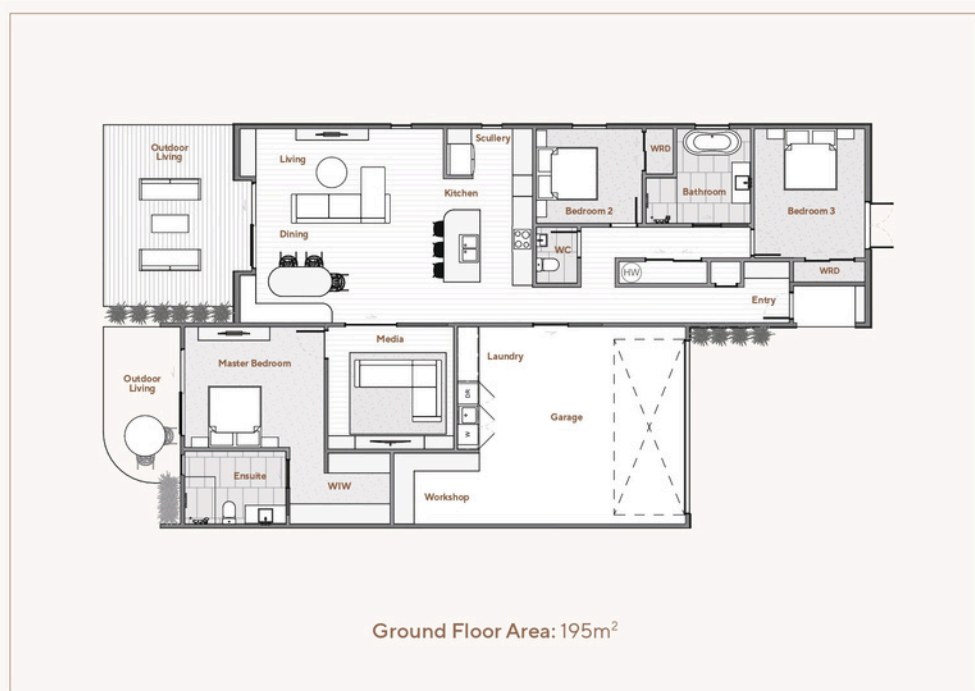 Outdoor
Living
Living
Scullery
Kitchen
Dining
Bedroom 2
WRD
Bathroom
Bedroom 3
WC
HW
WRD
Entry
Outdoor
Living
Master Bedroom
Media
Laundry
DR
W
Garage
Ensuite
WIW
Workshop
Ground Floor Area: 195m²